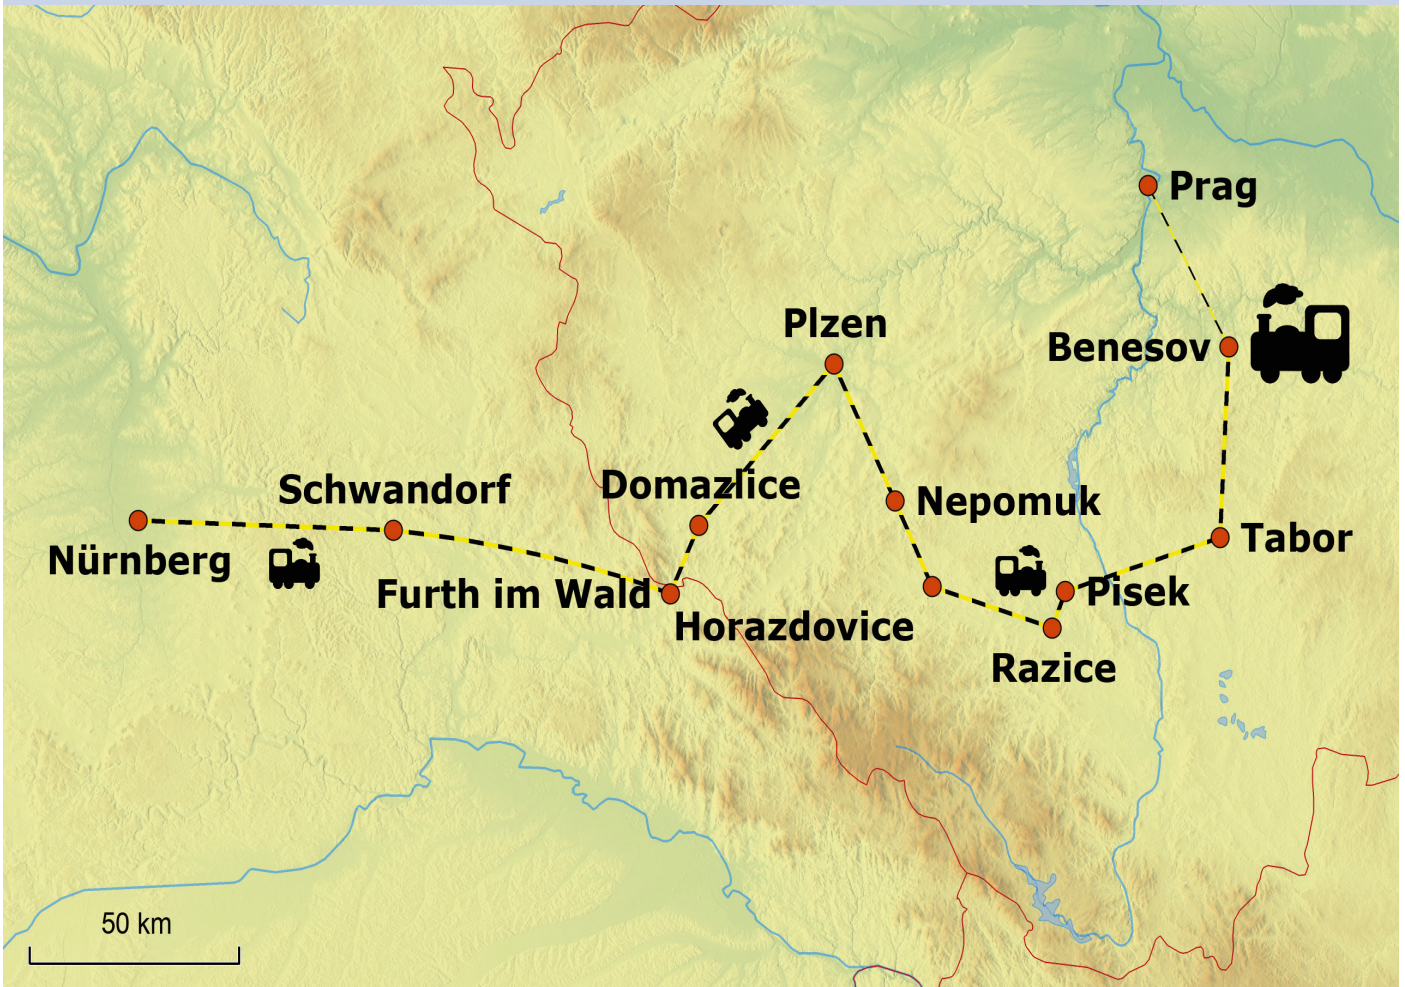 Prag
Plzen
Benesov
Domazlice
Schwandorf
Nepomuk
Tabor
Nürnberg
Furth im Wald
Pisek
Horazdovice
Razice
50 km